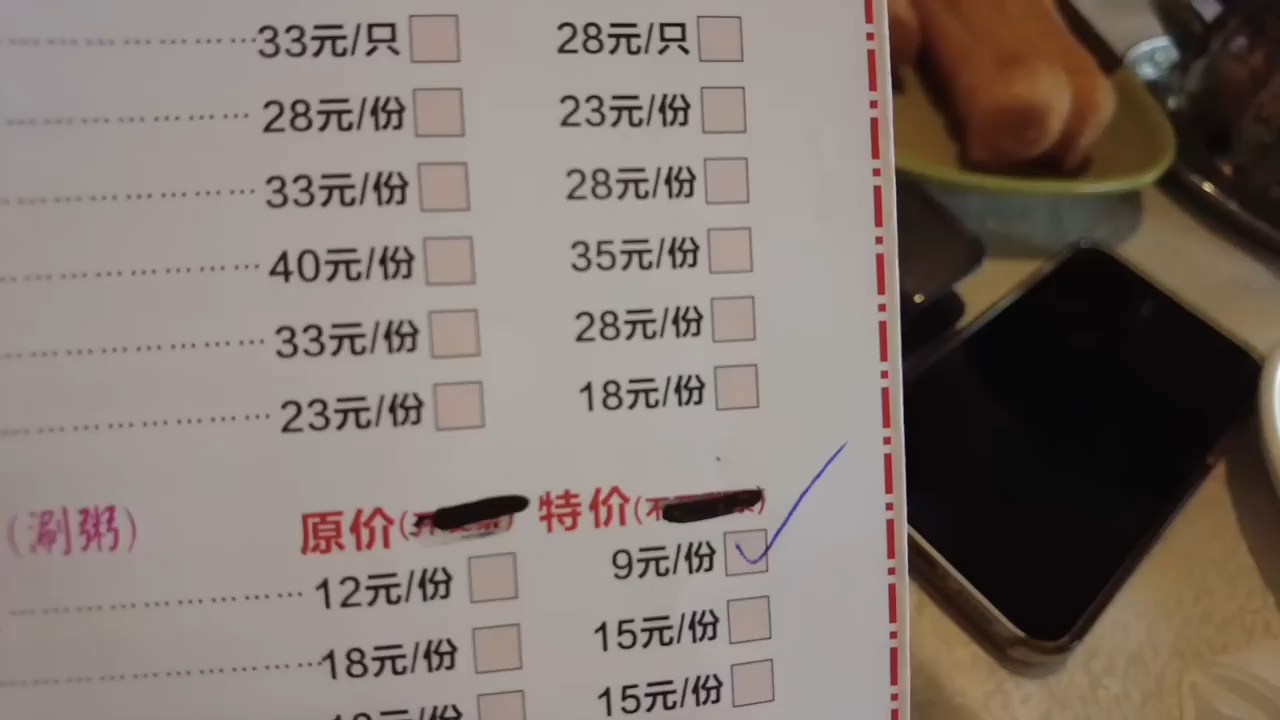 33元/只 28元/只
28元/份 23元/份
33元/份 28元/份
40元/份 35元/份
33元/份 28元/份
23元/份 18元/份
(涮粥) 原价(开 特价(不
12元/份 9元/份
18元/份 15元/份
15元/份